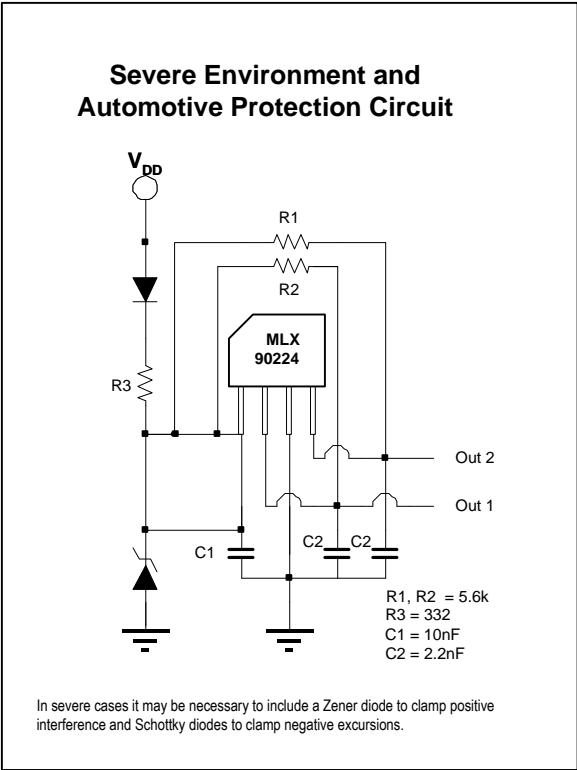 Severe Environment and
Automotive Protection Circuit
VDD
R1
R2
MLX
90224
R3
Out 2
Out 1
C1
C2
C2
R1, R2 = 5.6k
R3 = 332
C1 = 10nF
C2 = 2.2nF
In severe cases it may be necessary to include a Zener diode to clamp positive
interference and Schottky diodes to clamp negative excursions.